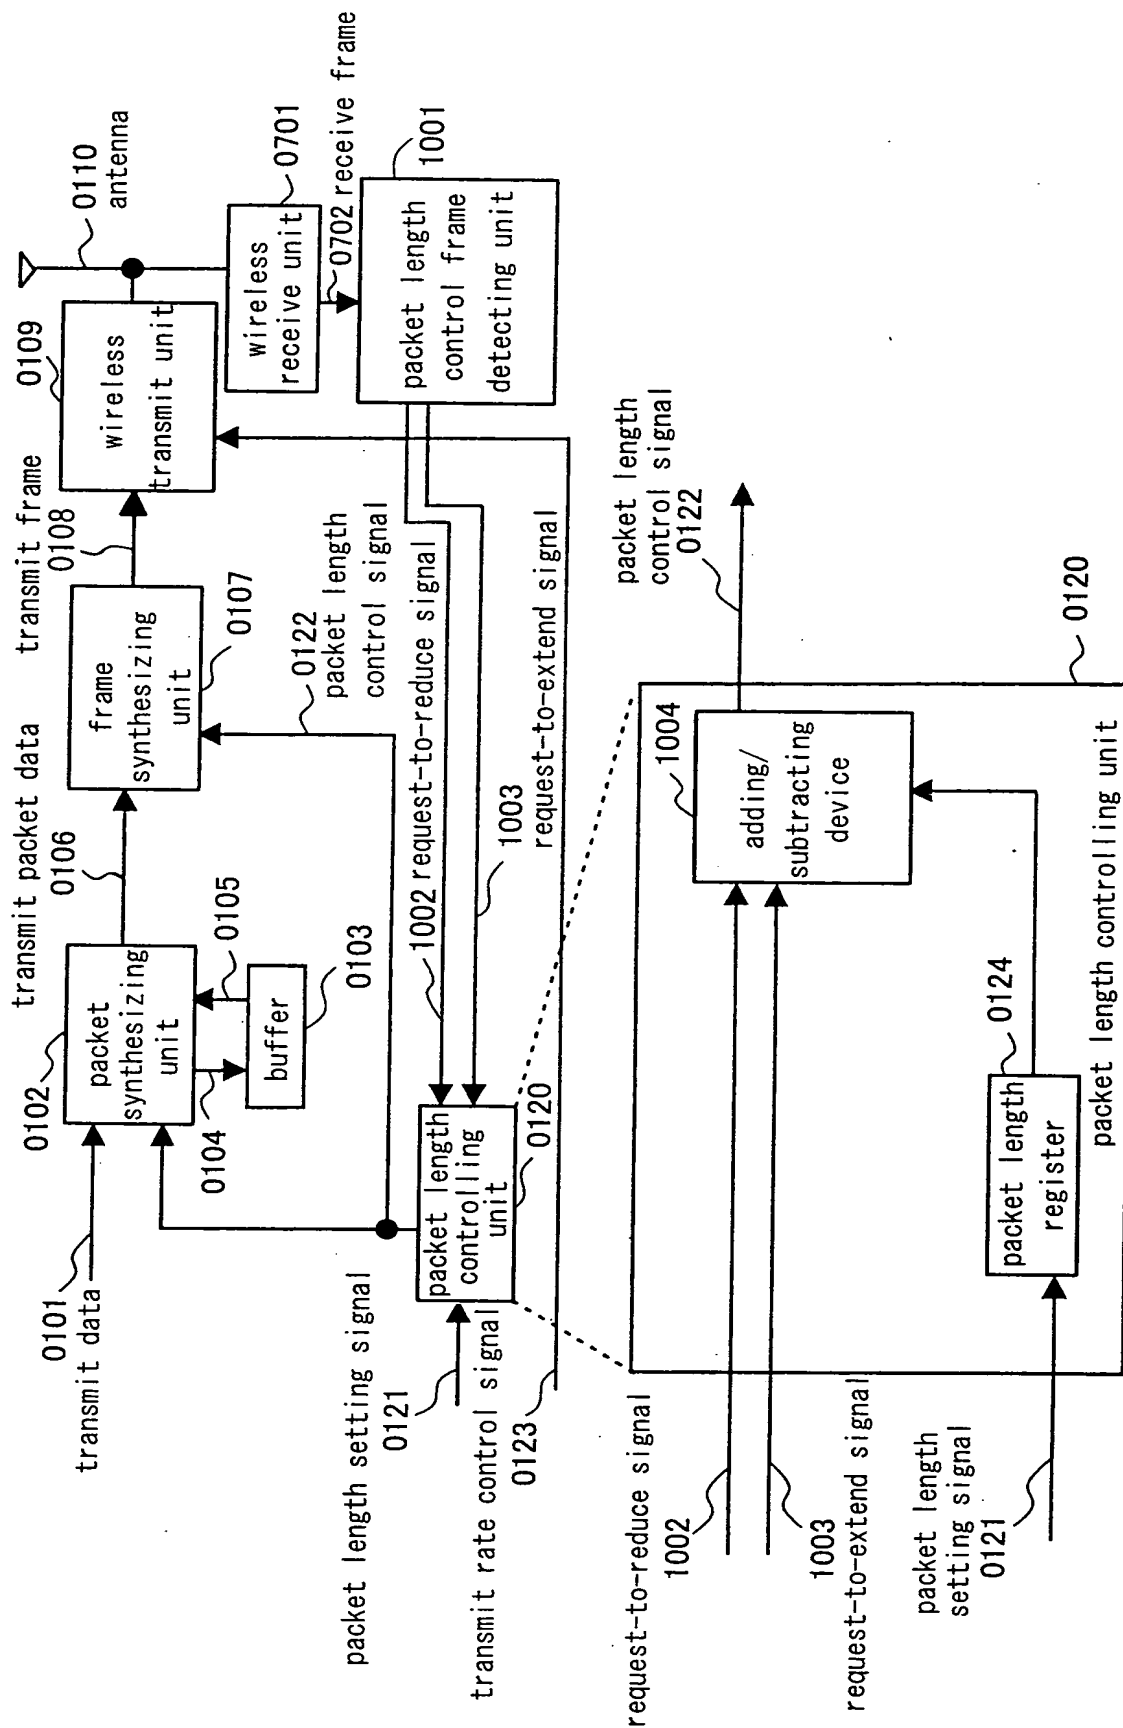 0101
transmit data
0102
packet
synthesizing
unit
0104
0105
buffer
0103
transmit packet data
0106
frame
synthesizing
unit
0107
transmit frame
0108
0109
wireless
transmit unit
0110
antenna
wireless
receive unit
0701
0702 receive frame
1001
packet length
control frame
detecting unit
0122
packet length
control signal
1002 request-to-reduce signal
1003
request-to-extend signal
packet length setting signal
0121
packet length
controlling
unit
0120
transmit rate control signal
0123
request-to-reduce signal
1002
1003
request-to-extend signal
packet length
setting signal
0121
packet length
register
0124
1004
adding/
subtracting
device
packet length
control signal
0122
0120
packet length controlling unit